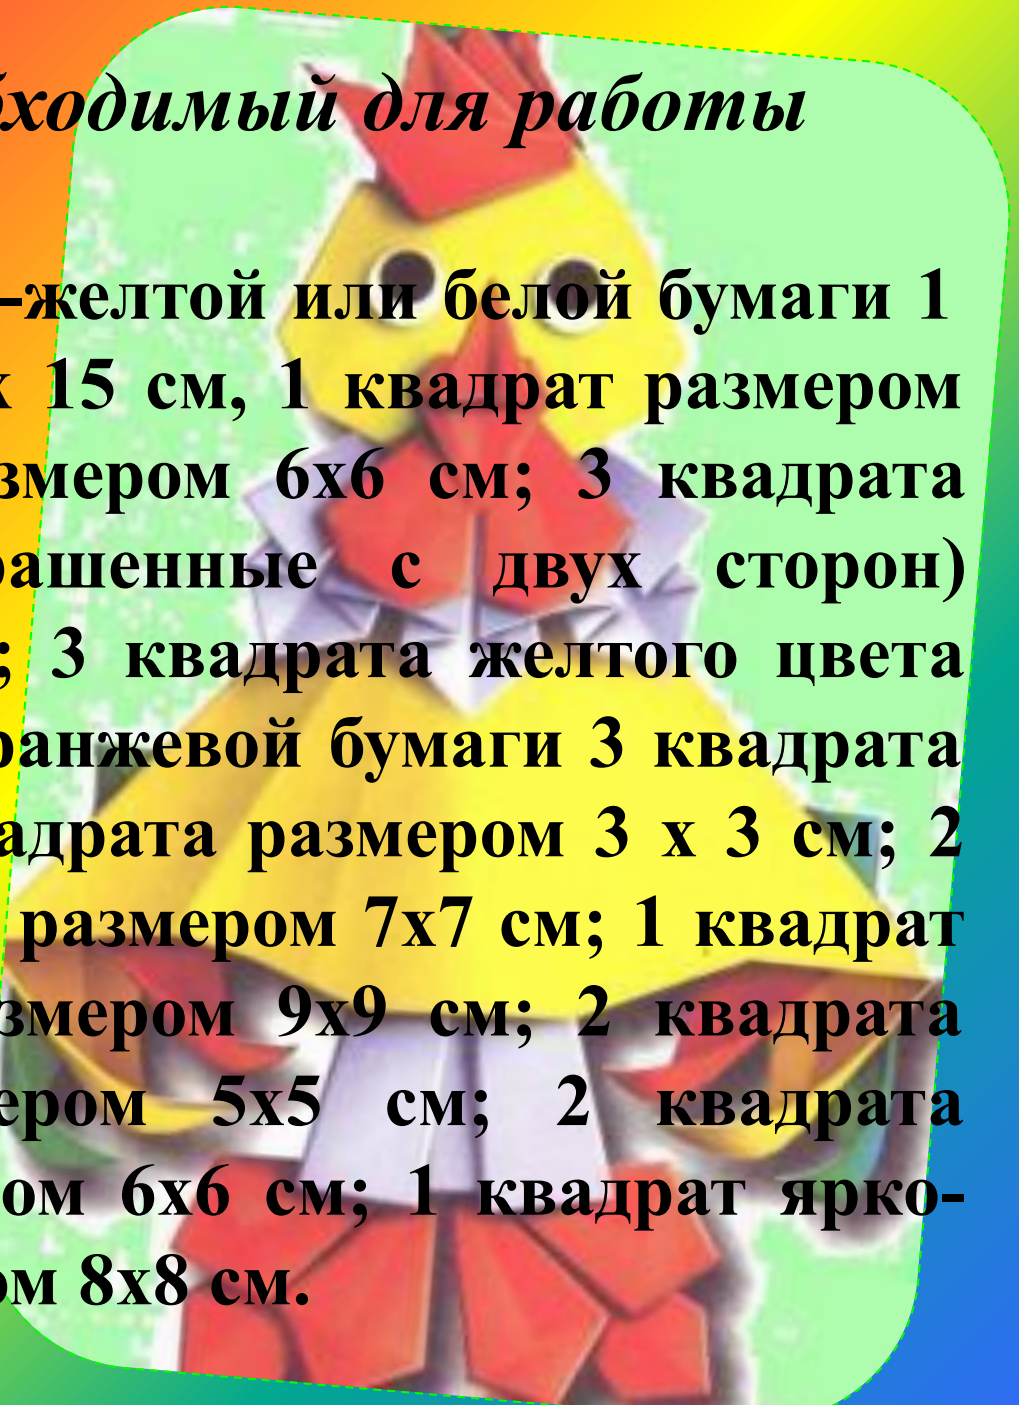 бходимый для работы
-желтой или белой бумаги 1
х 15 см, 1 квадрат размером
змером 6х6 см; 3 квадрата
рашенные с двух сторон)
; 3 квадрата желтого цвета
ранжевой бумаги 3 квадрата
адрата размером 3 х 3 см; 2
размером 7х7 см; 1 квадрат
змером 9х9 см; 2 квадрата
ером 5х5 см; 2 квадрата
ом 6х6 см; 1 квадрат ярко-
ом 8х8 см.